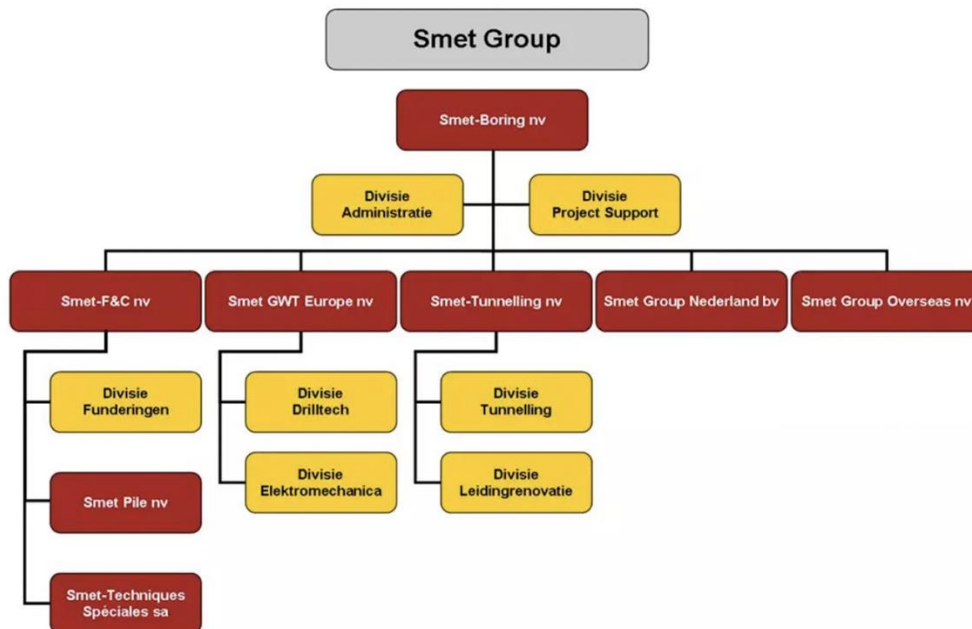 Smet Group
Smet-Boring nv
Divisie
Administratie
Divisie
Project Support
Smet-F&C nv
Smet GWT Europe nv
Smet-Tunnelling nv
Smet Group Nederland bv
Smet Group Overseas nv
Divisie
Funderingen
Divisie
Drilltech
Divisie
Tunnelling
Divisie
Elektromechanica
Divisie
Leidingrenovatie
Smet Pile nv
Smet-Techniques
Spéciales sa